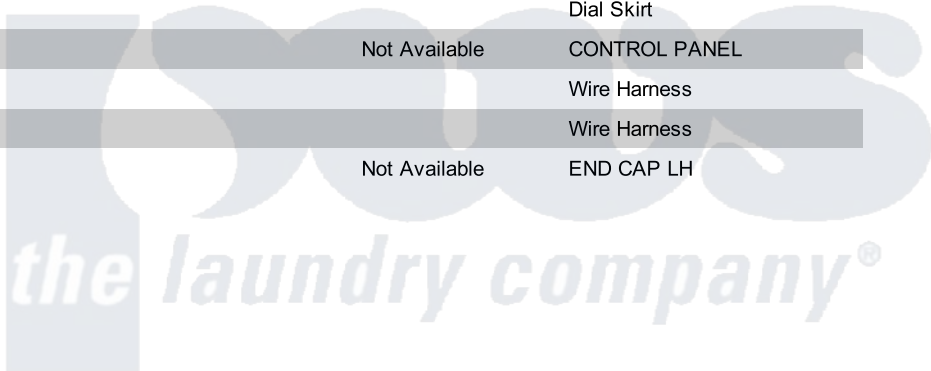 Dial Skirt
Not Available CONTROL PANEL
Wire Harness
Wire Harness
Not Available END CAP LH
the laundry company®